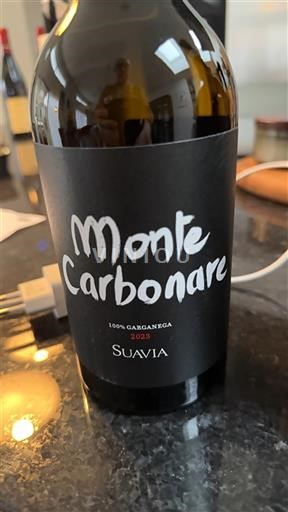 Monte
Carbonare
100% GARGANEGA
2023
SUAVIA